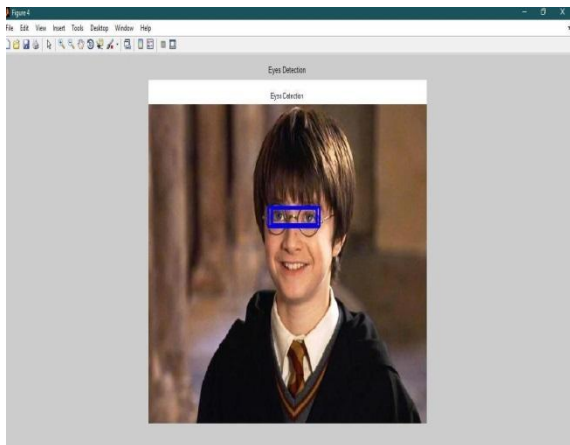 Figure 4
File Edit View Insert Tools Desktop Window Help
Eyes Detection
Eyes Detection